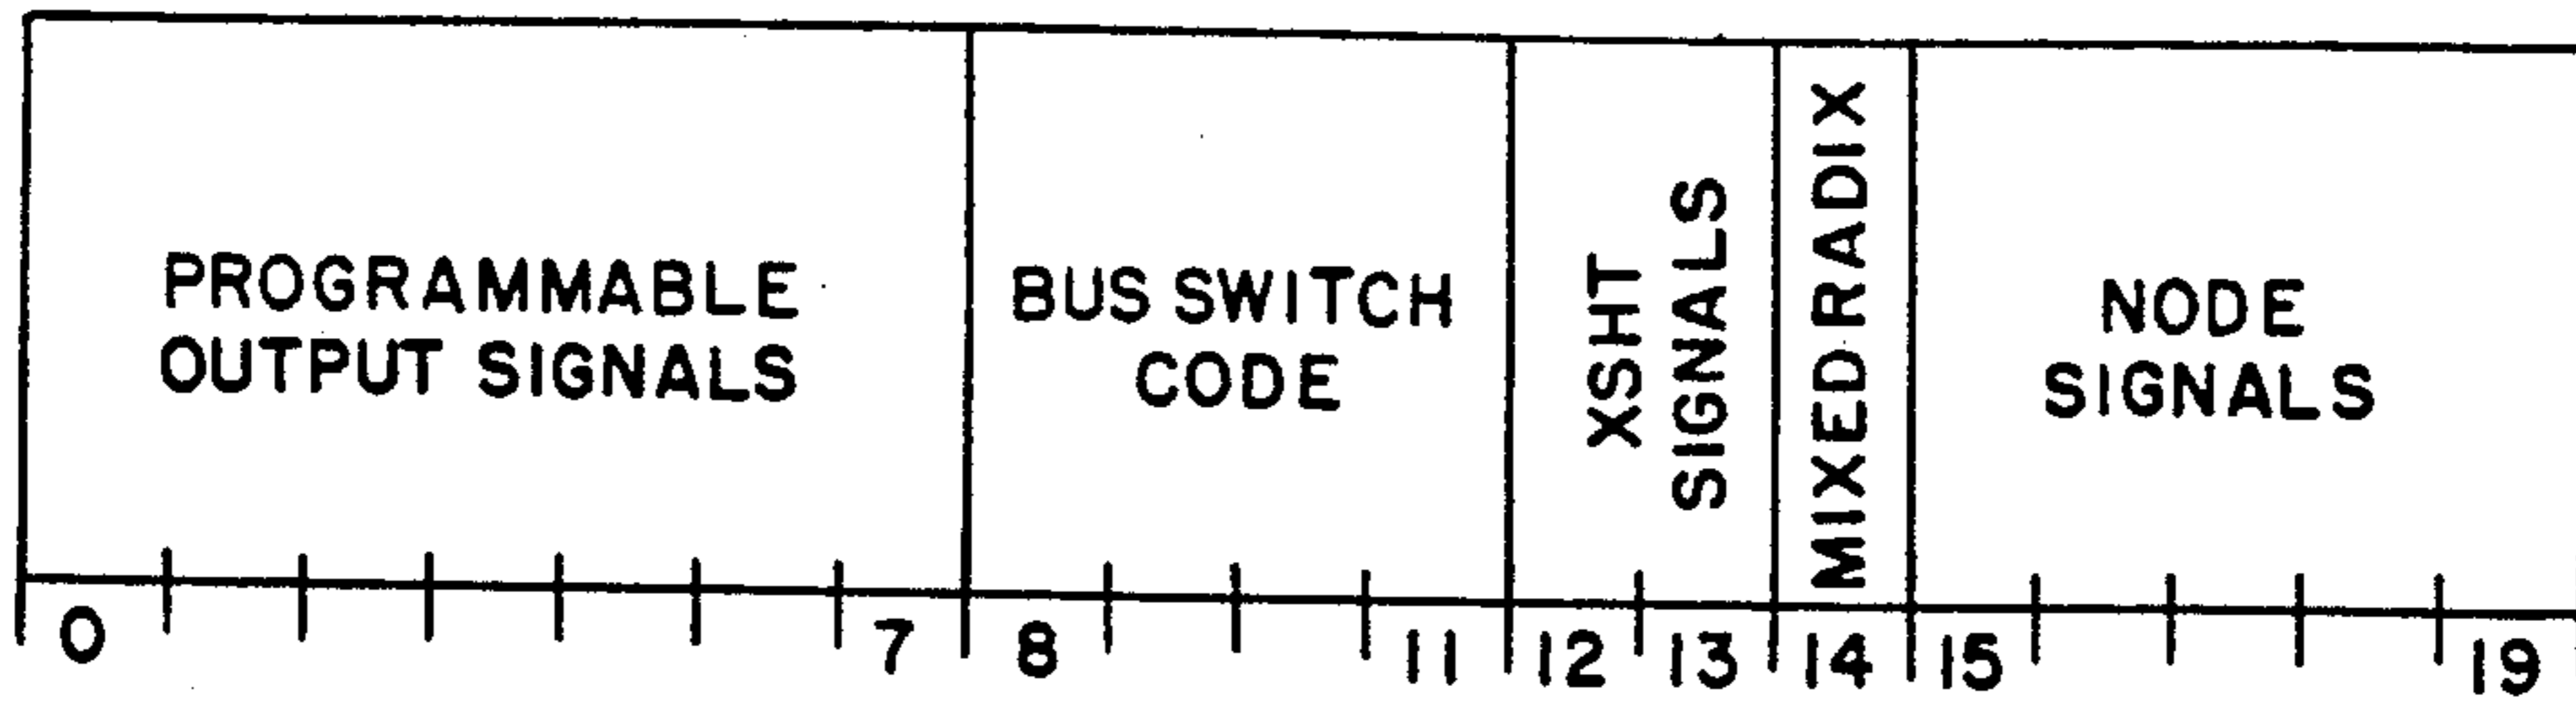 PROGRAMMABLE
OUTPUT SIGNALS
BUS SWITCH
CODE
XSHT
SIGNALS
MIXED RADIX
NODE
SIGNALS
0 7 8 11 12 13 14 15 19